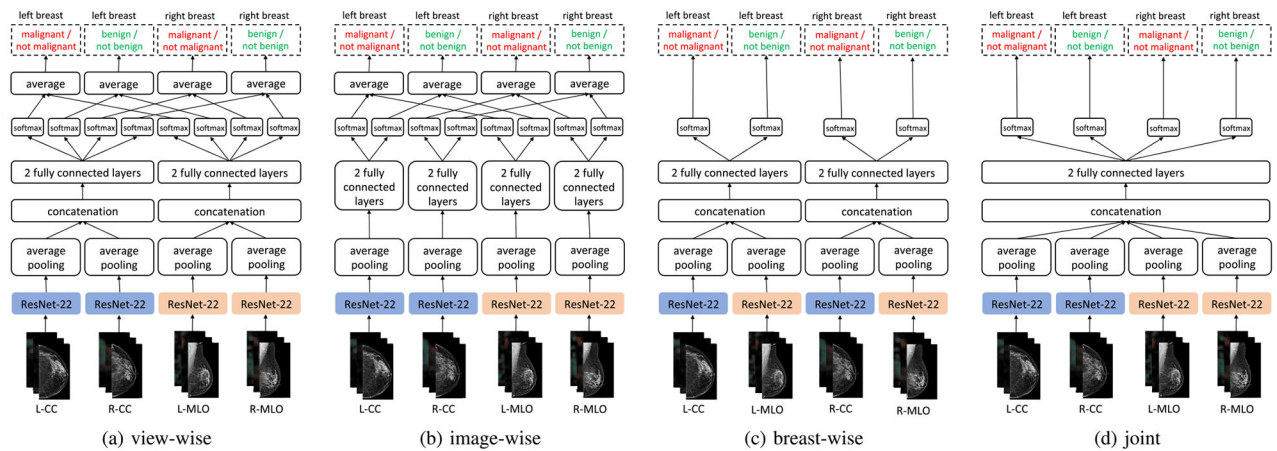 left breast left breast right breast right breast
malignant / not malignant benign / not benign malignant / not malignant benign / not benign
average average average average
softmax softmax softmax softmax softmax softmax softmax softmax
2 fully connected layers 2 fully connected layers
concatenation concatenation
average pooling average pooling average pooling average pooling
ResNet-22 ResNet-22 ResNet-22 ResNet-22
L-CC R-CC L-MLO R-MLO
(a) view-wise
left breast left breast right breast right breast
malignant / not malignant benign / not benign malignant / not malignant benign / not benign
average average average average
softmax softmax softmax softmax softmax softmax softmax softmax
2 fully connected layers 2 fully connected layers 2 fully connected layers 2 fully connected layers
average pooling average pooling average pooling average pooling
ResNet-22 ResNet-22 ResNet-22 ResNet-22
L-CC R-CC L-MLO R-MLO
(b) image-wise
left breast left breast right breast right breast
malignant / not malignant benign / not benign malignant / not malignant benign / not benign
softmax softmax softmax softmax
2 fully connected layers 2 fully connected layers
concatenation concatenation
average pooling average pooling average pooling average pooling
ResNet-22 ResNet-22 ResNet-22 ResNet-22
L-CC L-MLO R-CC R-MLO
(c) breast-wise
left breast left breast right breast right breast
malignant / not malignant benign / not benign malignant / not malignant benign / not benign
softmax softmax softmax softmax
2 fully connected layers
concatenation
average pooling average pooling average pooling average pooling
ResNet-22 ResNet-22 ResNet-22 ResNet-22
L-CC R-CC L-MLO R-MLO
(d) joint